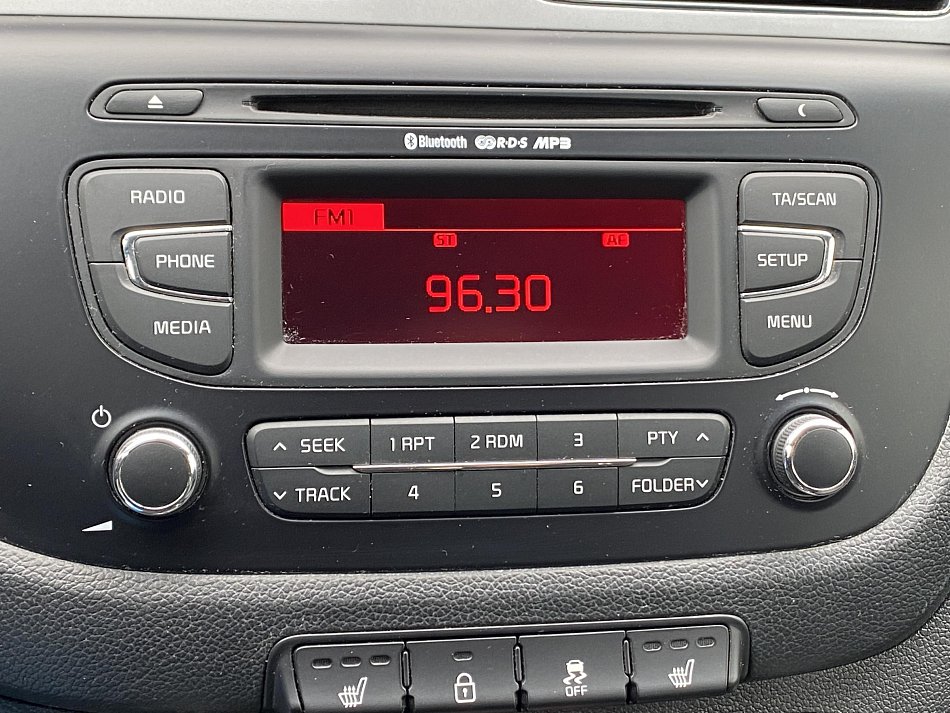 Bluetooth R·D·S MP3
RADIO
PHONE
MEDIA
FM1
ST AF
96.30
TA/SCAN
SETUP
MENU
SEEK 1 RPT 2 RDM 3 PTY
TRACK 4 5 6 FOLDER
OFF